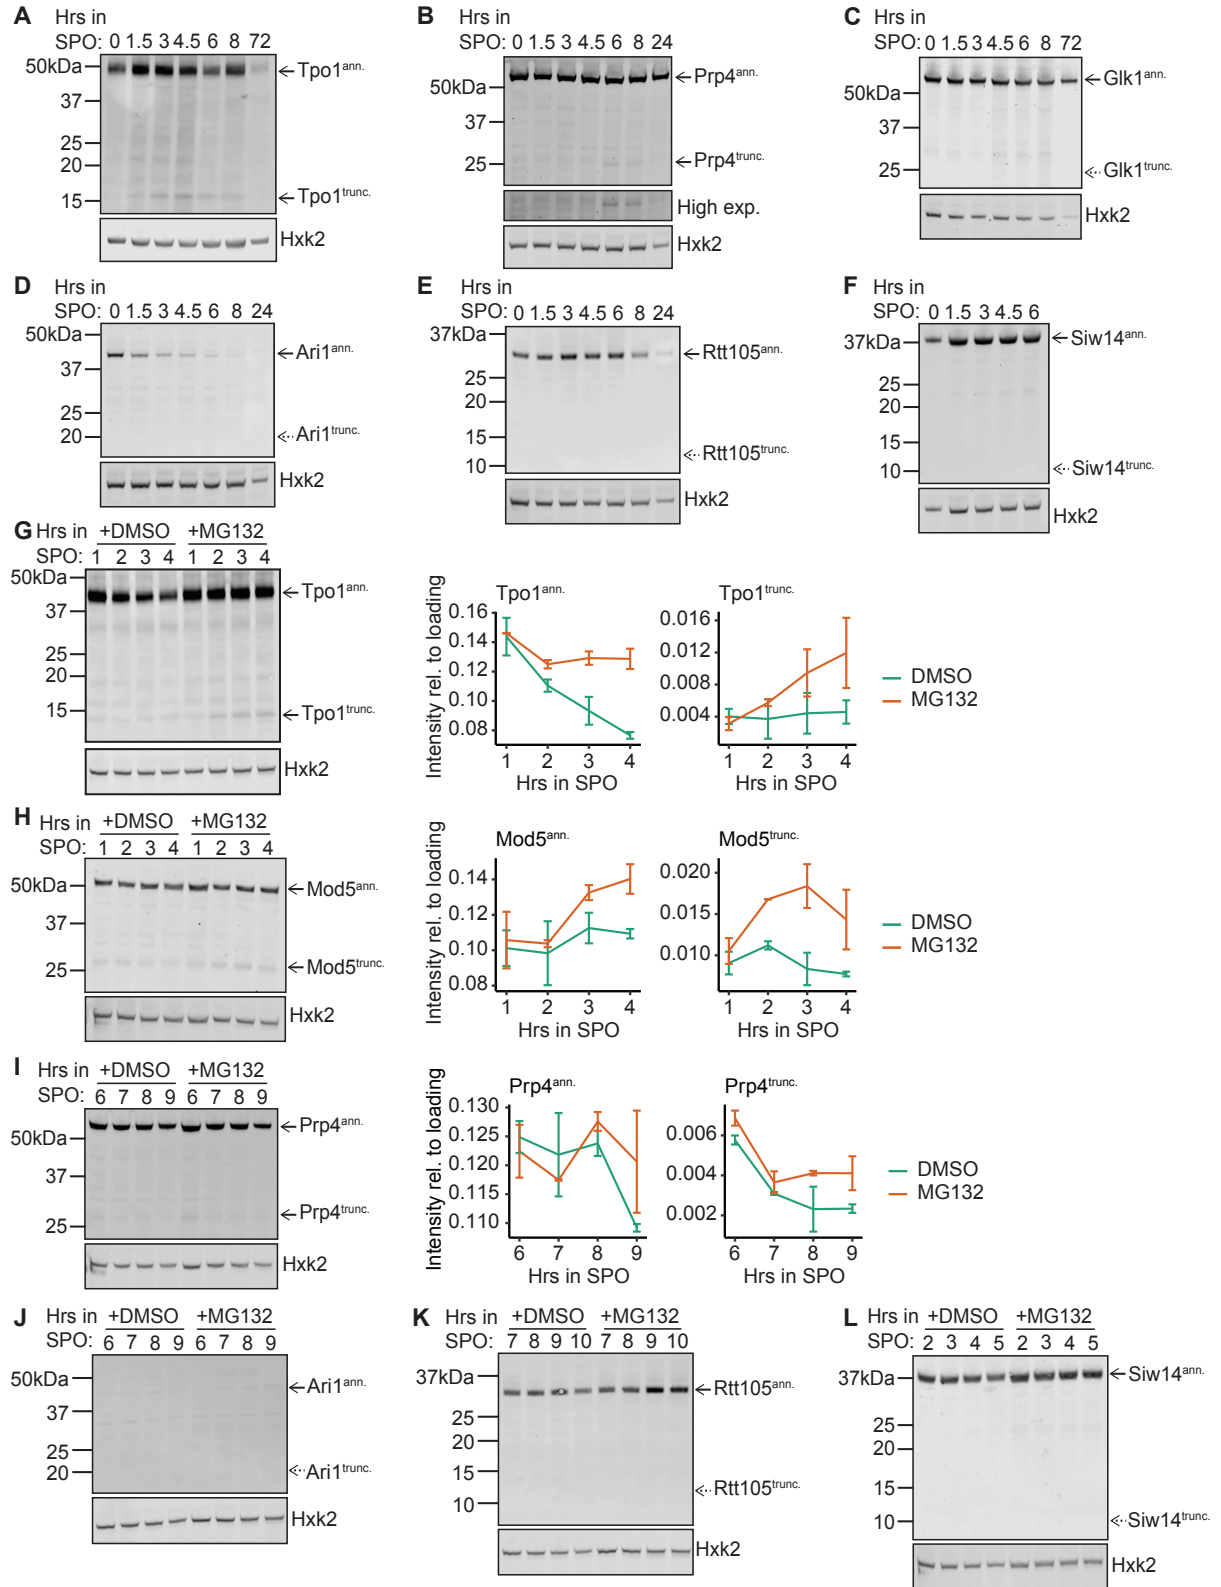 A Hrs in
SPO: 0 1.5 3 4.5 6 8 72
50kDa
37
25
20
15
Tpo1ann.
Tpo1trunc.
Hxk2
B Hrs in
SPO: 0 1.5 3 4.5 6 8 24
50kDa
37
25
Prp4ann.
Prp4trunc.
High exp.
Hxk2
C Hrs in
SPO: 0 1.5 3 4.5 6 8 72
50kDa
37
25
Glk1ann.
Glk1trunc.
Hxk2
D Hrs in
SPO: 0 1.5 3 4.5 6 8 24
50kDa
37
25
20
Ari1ann.
Ari1trunc.
Hxk2
E Hrs in
SPO: 0 1.5 3 4.5 6 8 24
37kDa
25
20
15
10
Rtt105ann.
Rtt105trunc.
Hxk2
F Hrs in
SPO: 0 1.5 3 4.5 6
37kDa
25
20
15
10
Siw14ann.
Siw14trunc.
Hxk2
G Hrs in +DMSO +MG132
SPO: 1 2 3 4 1 2 3 4
50kDa
37
25
20
15
Tpo1ann.
Tpo1trunc.
Hxk2
Intensity rel. to loading
Tpo1ann.
0.16
0.14
0.12
0.10
0.08
1 2 3 4
Hrs in SPO
Tpo1trunc.
0.016
0.012
0.008
0.004
1 2 3 4
Hrs in SPO
DMSO
MG132
H Hrs in +DMSO +MG132
SPO: 1 2 3 4 1 2 3 4
50kDa
37
25
Mod5ann.
Mod5trunc.
Hxk2
Intensity rel. to loading
Mod5ann.
0.14
0.12
0.10
0.08
1 2 3 4
Hrs in SPO
Mod5trunc.
0.020
0.015
0.010
1 2 3 4
Hrs in SPO
DMSO
MG132
I Hrs in +DMSO +MG132
SPO: 6 7 8 9 6 7 8 9
50kDa
37
25
Prp4ann.
Prp4trunc.
Hxk2
Intensity rel. to loading
Prp4ann.
0.130
0.125
0.120
0.115
0.110
6 7 8 9
Hrs in SPO
Prp4trunc.
0.006
0.004
0.002
6 7 8 9
Hrs in SPO
DMSO
MG132
J Hrs in +DMSO +MG132
SPO: 6 7 8 9 6 7 8 9
50kDa
37
25
20
Ari1ann.
Ari1trunc.
Hxk2
K Hrs in +DMSO +MG132
SPO: 7 8 9 10 7 8 9 10
37kDa
25
20
15
10
Rtt105ann.
Rtt105trunc.
Hxk2
L Hrs in +DMSO +MG132
SPO: 2 3 4 5 2 3 4 5
37kDa
25
20
15
10
Siw14ann.
Siw14trunc.
Hxk2